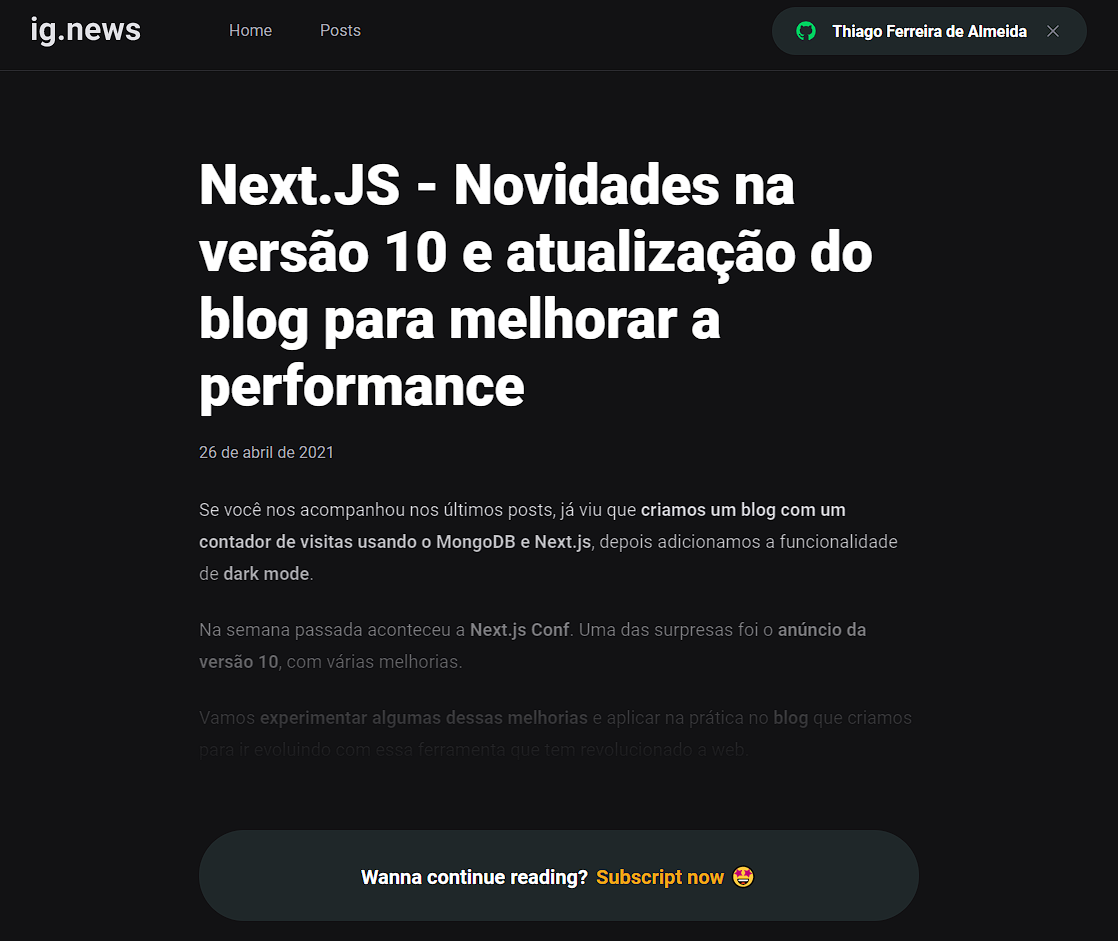 ig.news
Home
Posts
Thiago Ferreira de Almeida
Next.JS - Novidades na
versão 10 e atualização do
blog para melhorar a
performance
26 de abril de 2021
Se você nos acompanhou nos últimos posts, já viu que criamos um blog com um
contador de visitas usando o MongoDB e Next.js, depois adicionamos a funcionalidade
de dark mode.
Na semana passada aconteceu a Next.js Conf. Uma das surpresas foi o anúncio da
versão 10, com várias melhorias.
Vamos experimentar algumas dessas melhorias e aplicar na prática no blog que criamos
para ir evoluindo com essa ferramenta que tem revolucionado a web.
Wanna continue reading? Subscript now 🤩